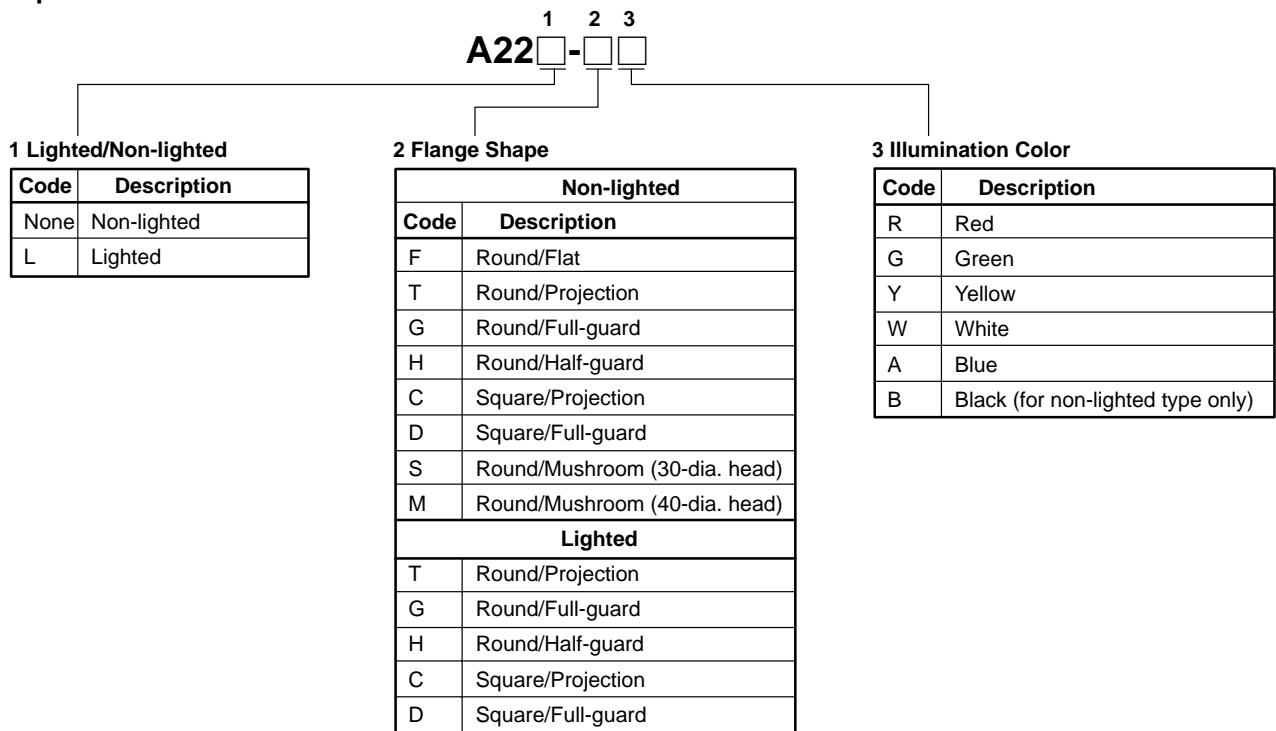 1 2 3
A22□-□□
1 Lighted/Non-lighted
Code Description
None Non-lighted
L Lighted
2 Flange Shape
Non-lighted
Code Description
F Round/Flat
T Round/Projection
G Round/Full-guard
H Round/Half-guard
C Square/Projection
D Square/Full-guard
S Round/Mushroom (30-dia. head)
M Round/Mushroom (40-dia. head)
Lighted
T Round/Projection
G Round/Full-guard
H Round/Half-guard
C Square/Projection
D Square/Full-guard
3 Illumination Color
Code Description
R Red
G Green
Y Yellow
W White
A Blue
B Black (for non-lighted type only)